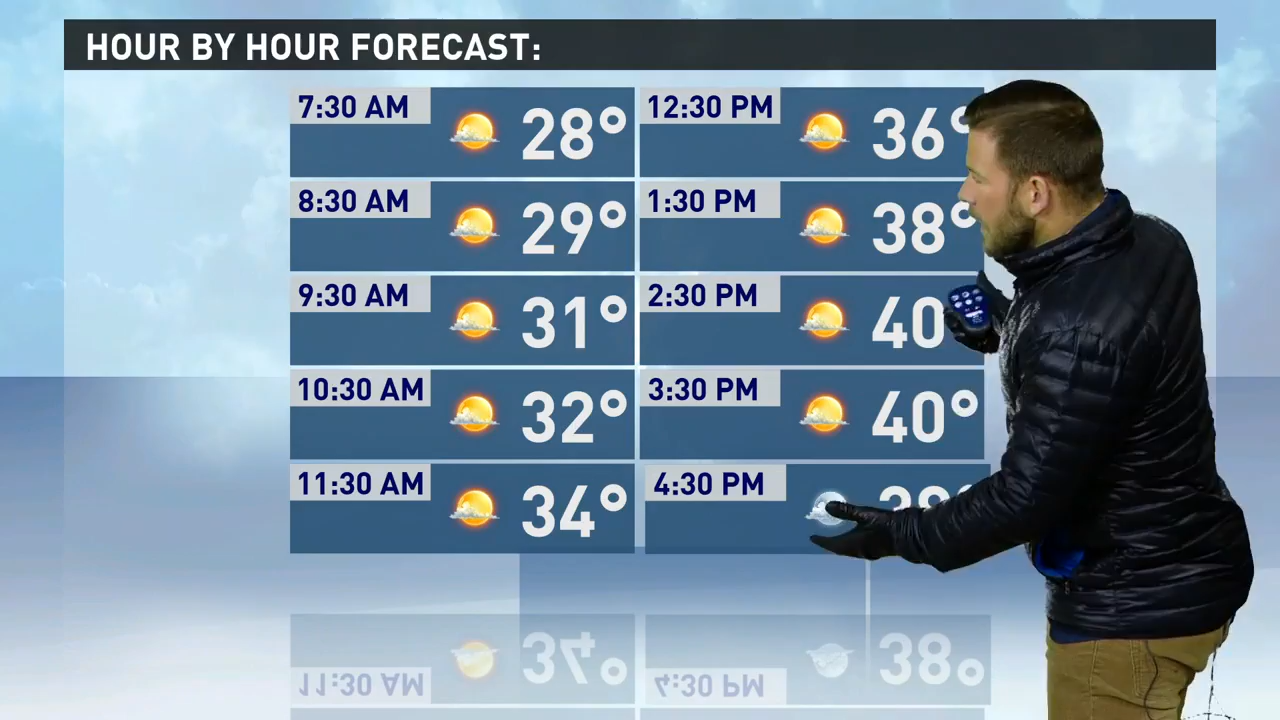 HOUR BY HOUR FORECAST:
7:30 AM 28°
8:30 AM 29°
9:30 AM 31°
10:30 AM 32°
11:30 AM 34°
12:30 PM 36°
1:30 PM 38°
2:30 PM 40
3:30 PM 40°
4:30 PM 38°